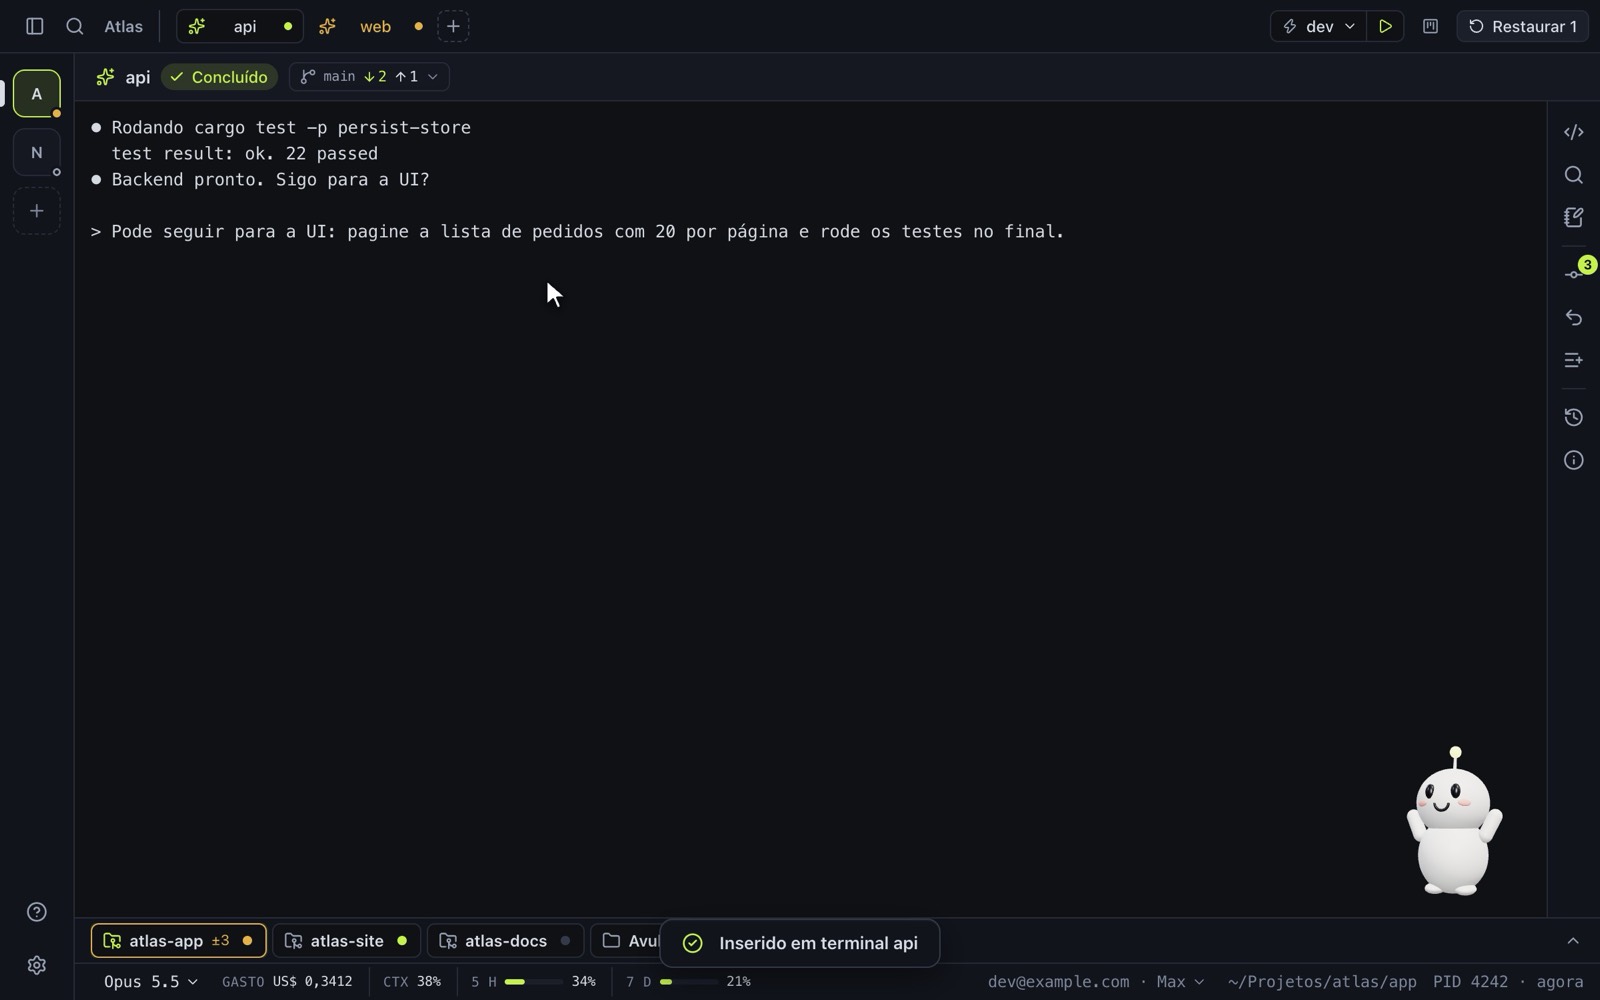 Atlas
api
web
dev
Restaurar 1
A
api
Concluído
main ↓2 ↑1
N
● Rodando cargo test -p persist-store
test result: ok. 22 passed
● Backend pronto. Sigo para a UI?
> Pode seguir para a UI: pagine a lista de pedidos com 20 por página e rode os testes no final.
3
atlas-app ±3
atlas-site
atlas-docs
Inserido em terminal api
Opus 5.5
GASTO US$ 0,3412
CTX 38%
5 H 34%
7 D 21%
dev@example.com · Max
~/Projetos/atlas/app
PID 4242 · agora